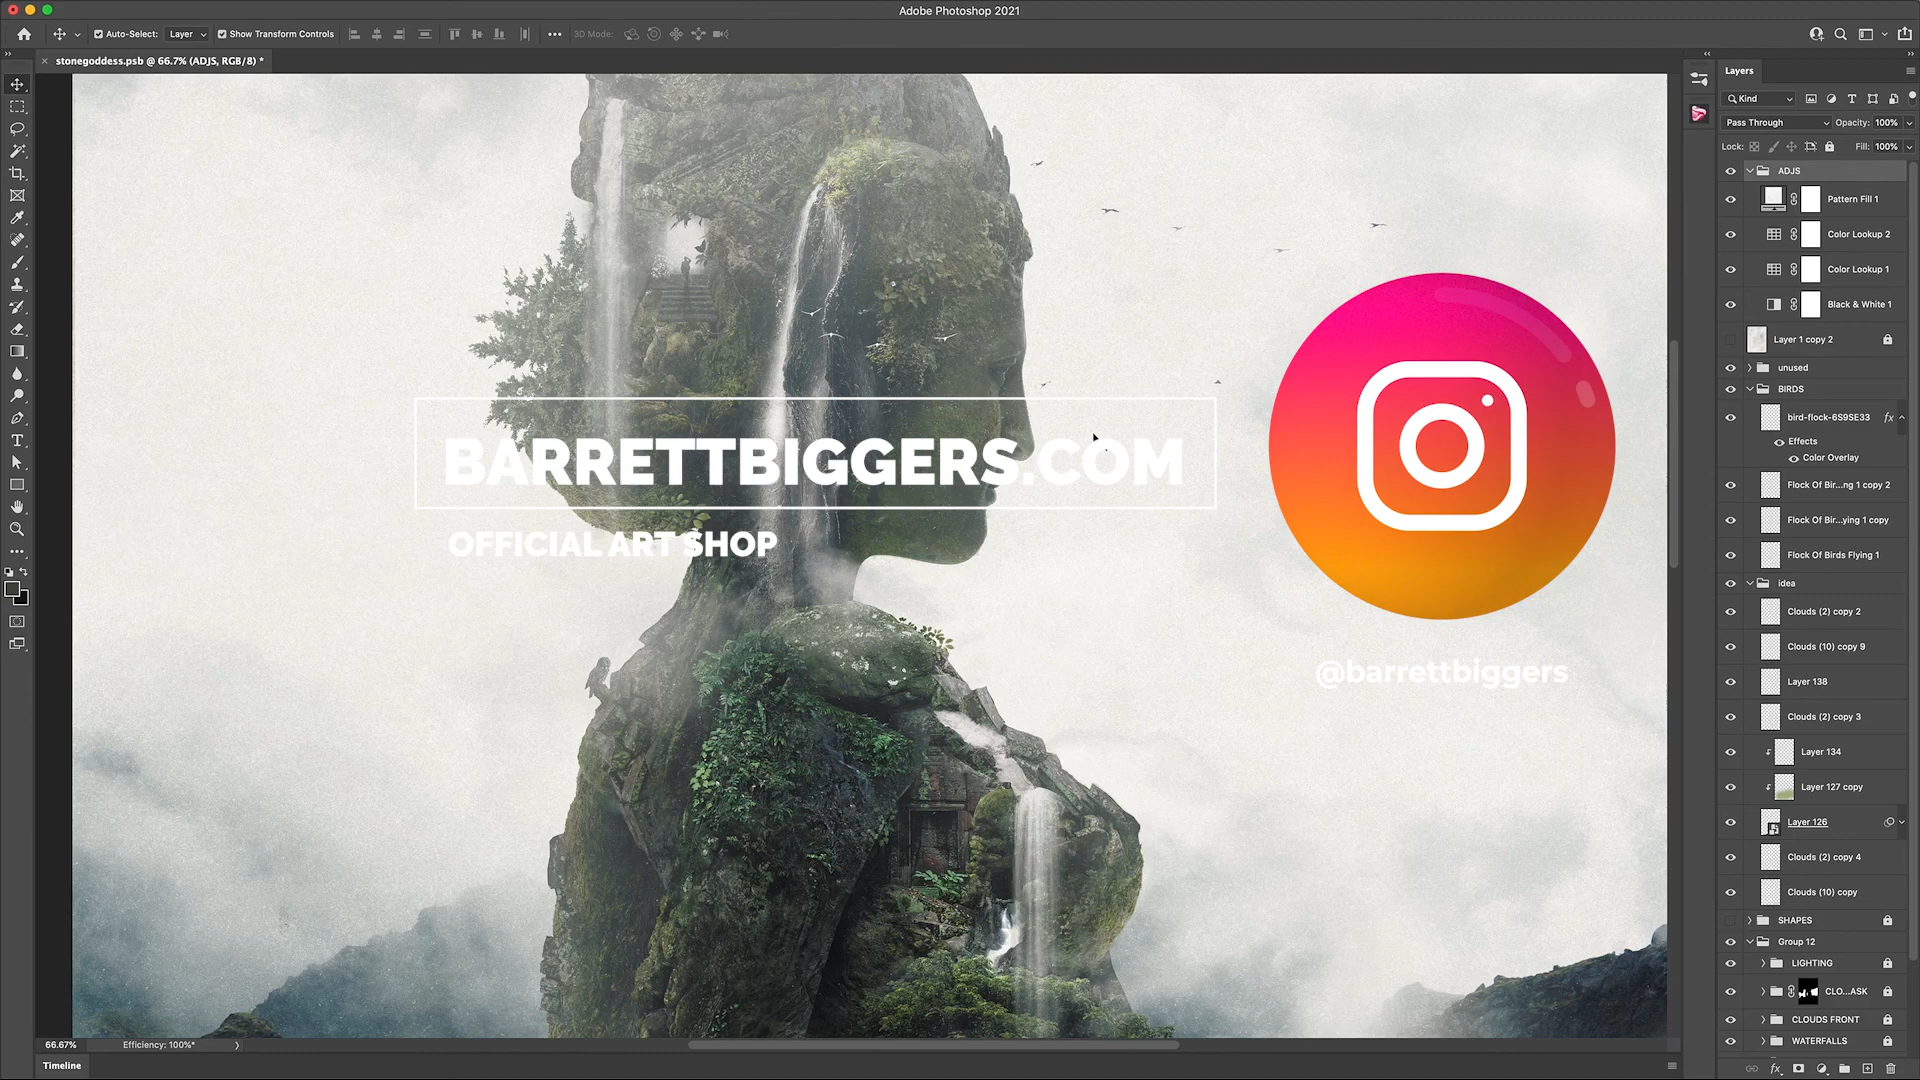 Adobe Photoshop 2021
Auto-Select: Layer Show Transform Controls 3D Mode:
stonegoddess.psb @ 66.7% (ADJS, RGB/8) *
BARRETTBIGGERS.COM
OFFICIAL ART SHOP
@barrettbiggers
66.67% Efficiency: 100%*
Timeline
Layers
Kind
Pass Through Opacity: 100%
Lock: Fill: 100%
ADJS
Pattern Fill 1
Color Lookup 2
Color Lookup 1
Black & White 1
Layer 1 copy 2
unused
BIRDS
bird-flock-6S9SE33 fx
Effects
Color Overlay
Flock Of Bir...ng 1 copy 2
Flock Of Bir...ying 1 copy
Flock Of Birds Flying 1
idea
Clouds (2) copy 2
Clouds (10) copy 9
Layer 138
Clouds (2) copy 3
Layer 134
Layer 127 copy
Layer 126
Clouds (2) copy 4
Clouds (10) copy
SHAPES
Group 12
LIGHTING
CLO...ASK
CLOUDS FRONT
WATERFALLS
fx